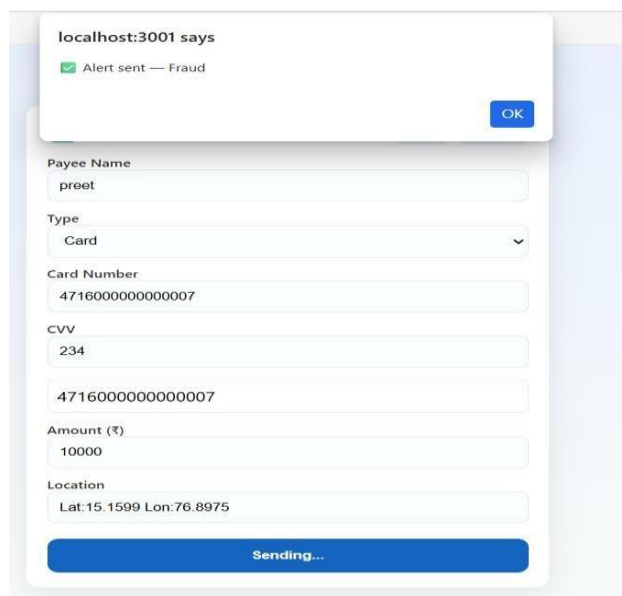 localhost:3001 says
✅ Alert sent — Fraud
OK
Payee Name
preet
Type
Card
Card Number
4716000000000007
CVV
234
4716000000000007
Amount (₹)
10000
Location
Lat:15.1599 Lon:76.8975
Sending...